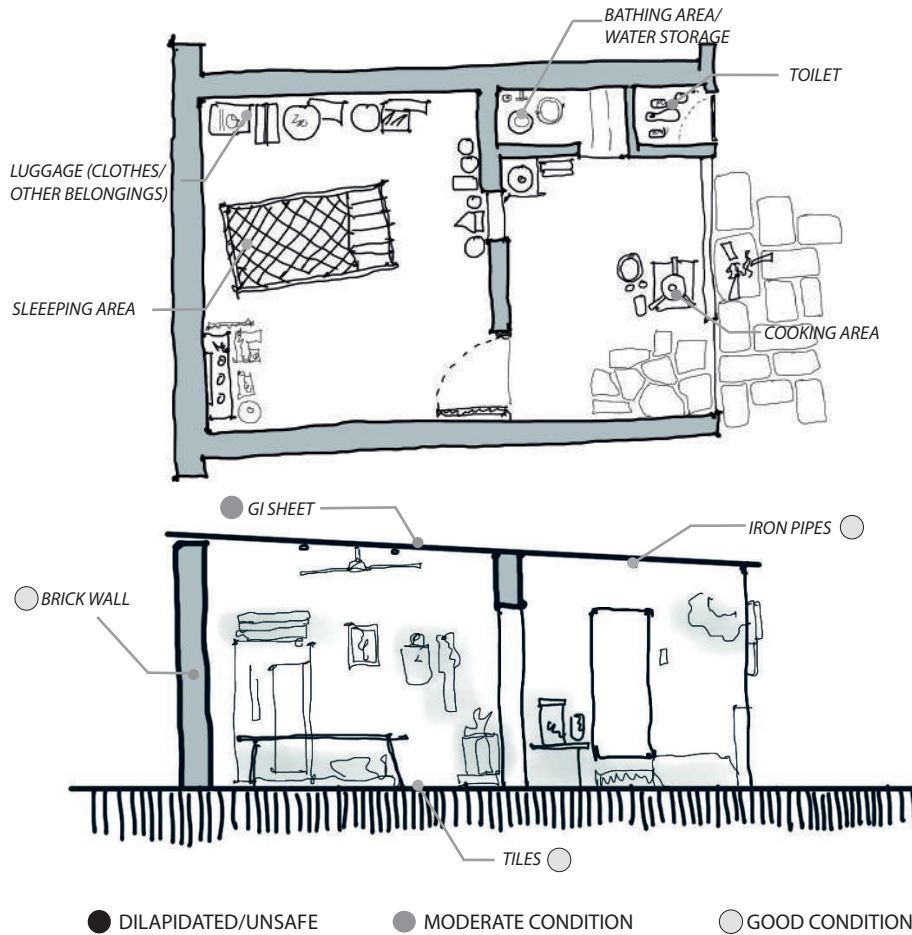 BATHING AREA/
WATER STORAGE
TOILET
LUGGAGE (CLOTHES/
OTHER BELONGINGS)
SLEEEPING AREA
COOKING AREA
GI SHEET
IRON PIPES
BRICK WALL
TILES
DILAPIDATED/UNSAFE
MODERATE CONDITION
GOOD CONDITION